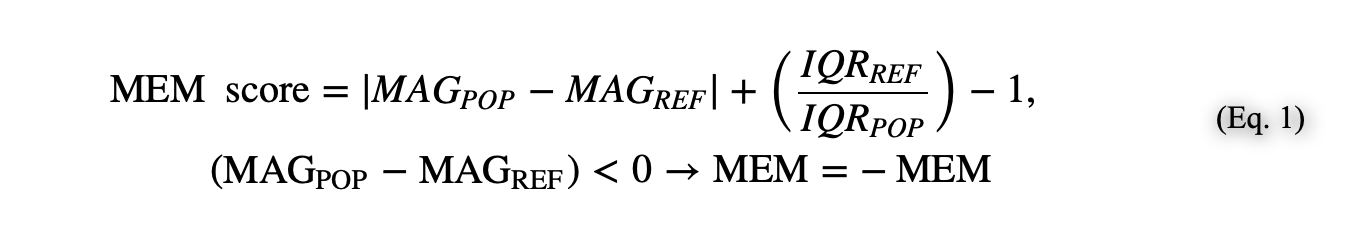 MEM score = |MAG_POP − MAG_REF| + (IQR_REF / IQR_POP) − 1,
(Eq. 1)
(MAG_POP − MAG_REF) < 0 → MEM = − MEM